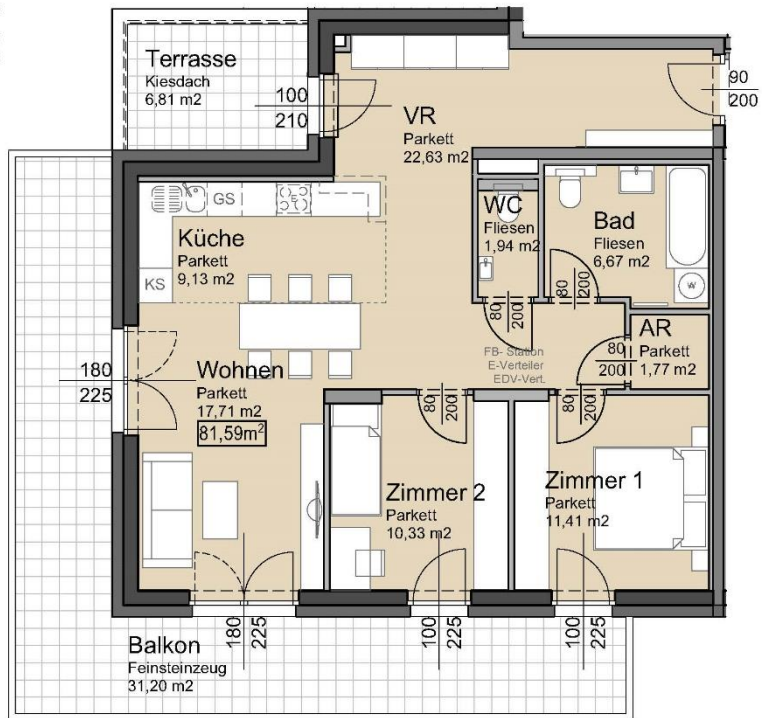 Terrasse
Kiesdach
6,81 m2
100
210
VR
Parkett
22,63 m2
90
200
Küche
Parkett
9,13 m2
GS
KS
WC
Fliesen
1,94 m2
Bad
Fliesen
6,67 m2
W
80
200
80
200
FB- Station
E-Verteiler
EDV-Vert.
80
200
AR
Parkett
1,77 m2
180
225
Wohnen
Parkett
17,71 m2
81,59m²
80
200
80
200
Zimmer 2
Parkett
10,33 m2
Zimmer 1
Parkett
11,41 m2
180
225
100
225
100
225
Balkon
Feinsteinzeug
31,20 m2